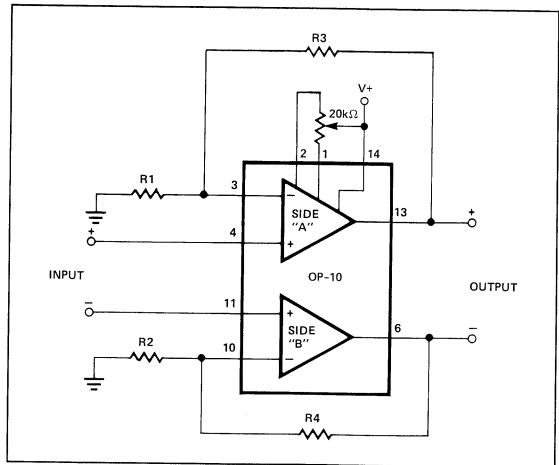 R3
V+
20kΩ
2
1
14
R1
3
−
SIDE
"A"
13
+
+
4
+
INPUT
OP-10
OUTPUT
−
11
+
SIDE
"B"
6
−
R2
10
−
R4